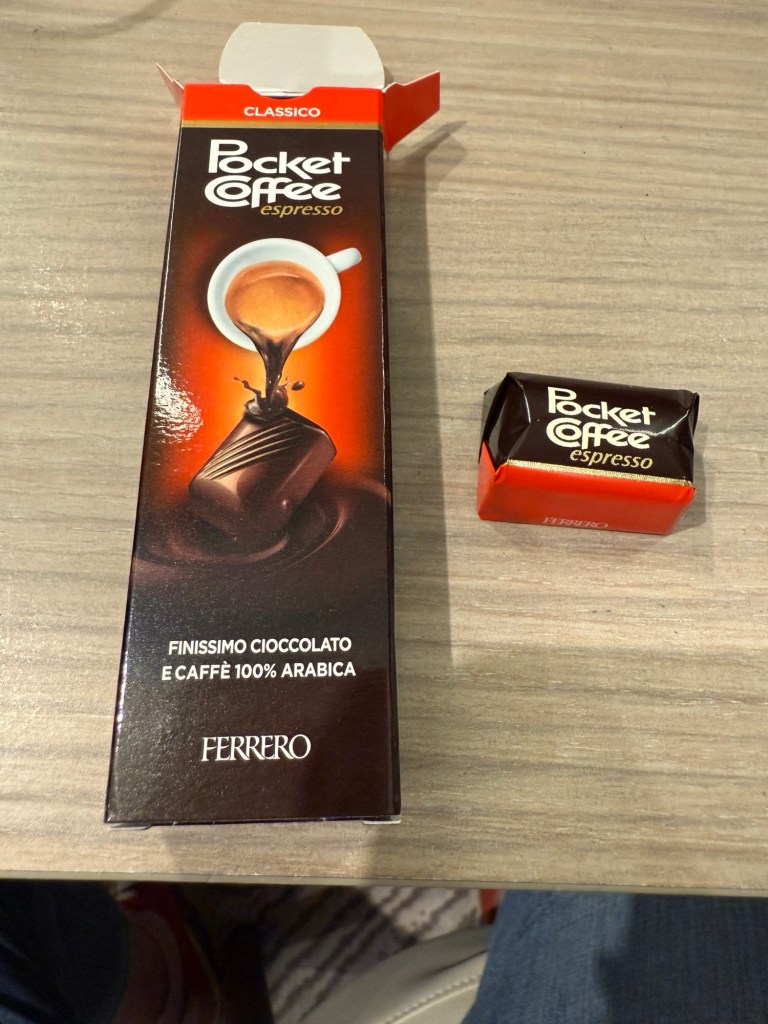 CLASSICO
Pocket
Coffee
espresso
FINISSIMO CIOCCOLATO
E CAFFÈ 100% ARABICA
FERRERO
Pocket
Coffee
espresso
FERRERO